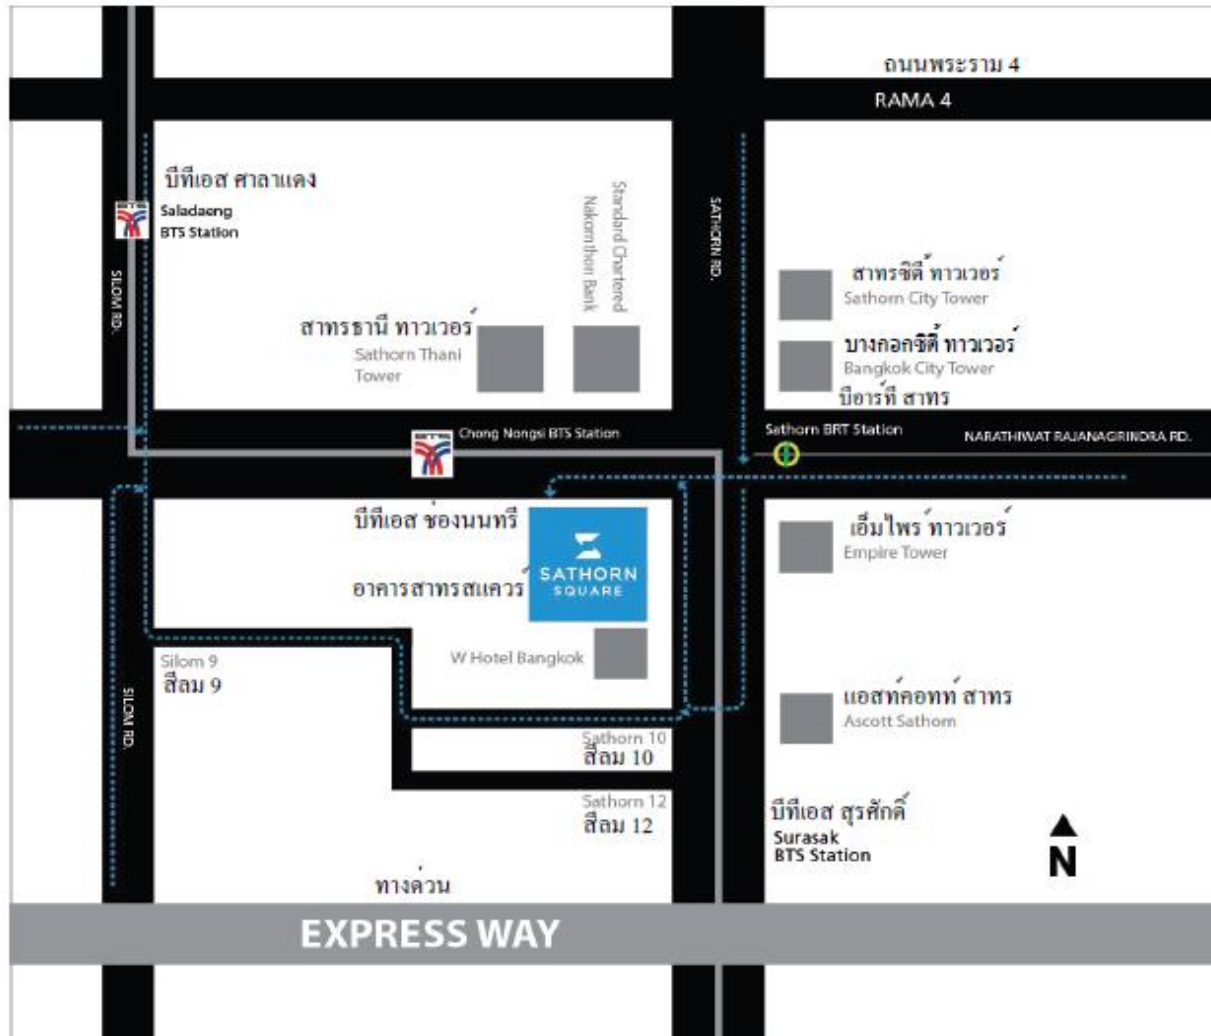 ถนนพระราม 4
RAMA 4
บีทีเอส ศาลาแดง
Saladaeng
BTS Station
BTS
SILOM RD.
Standard Chartered
Nakornthon Bank
SATHORN RD.
สาทรซิตี้ ทาวเวอร์
Sathorn City Tower
สาทรธานี ทาวเวอร์
Sathorn Thani
Tower
บางกอกซิตี้ ทาวเวอร์
Bangkok City Tower
บีอาร์ที สาทร
BTS
Chong Nongsi BTS Station
Sathorn BRT Station
NARATHIWAT RAJANAGIRINDRA RD.
บีทีเอส ช่องนนทรี
อาคารสาทรสแควร์
SATHORN
SQUARE
เอ็มไพร์ ทาวเวอร์
Empire Tower
W Hotel Bangkok
Silom 9
สีลม 9
SILOM RD.
แอสท์คอทท์ สาทร
Ascott Sathorn
Sathorn 10
สีลม 10
Sathorn 12
สีลม 12
บีทีเอส สุรศักดิ์
Surasak
BTS Station
N
ทางด่วน
EXPRESS WAY